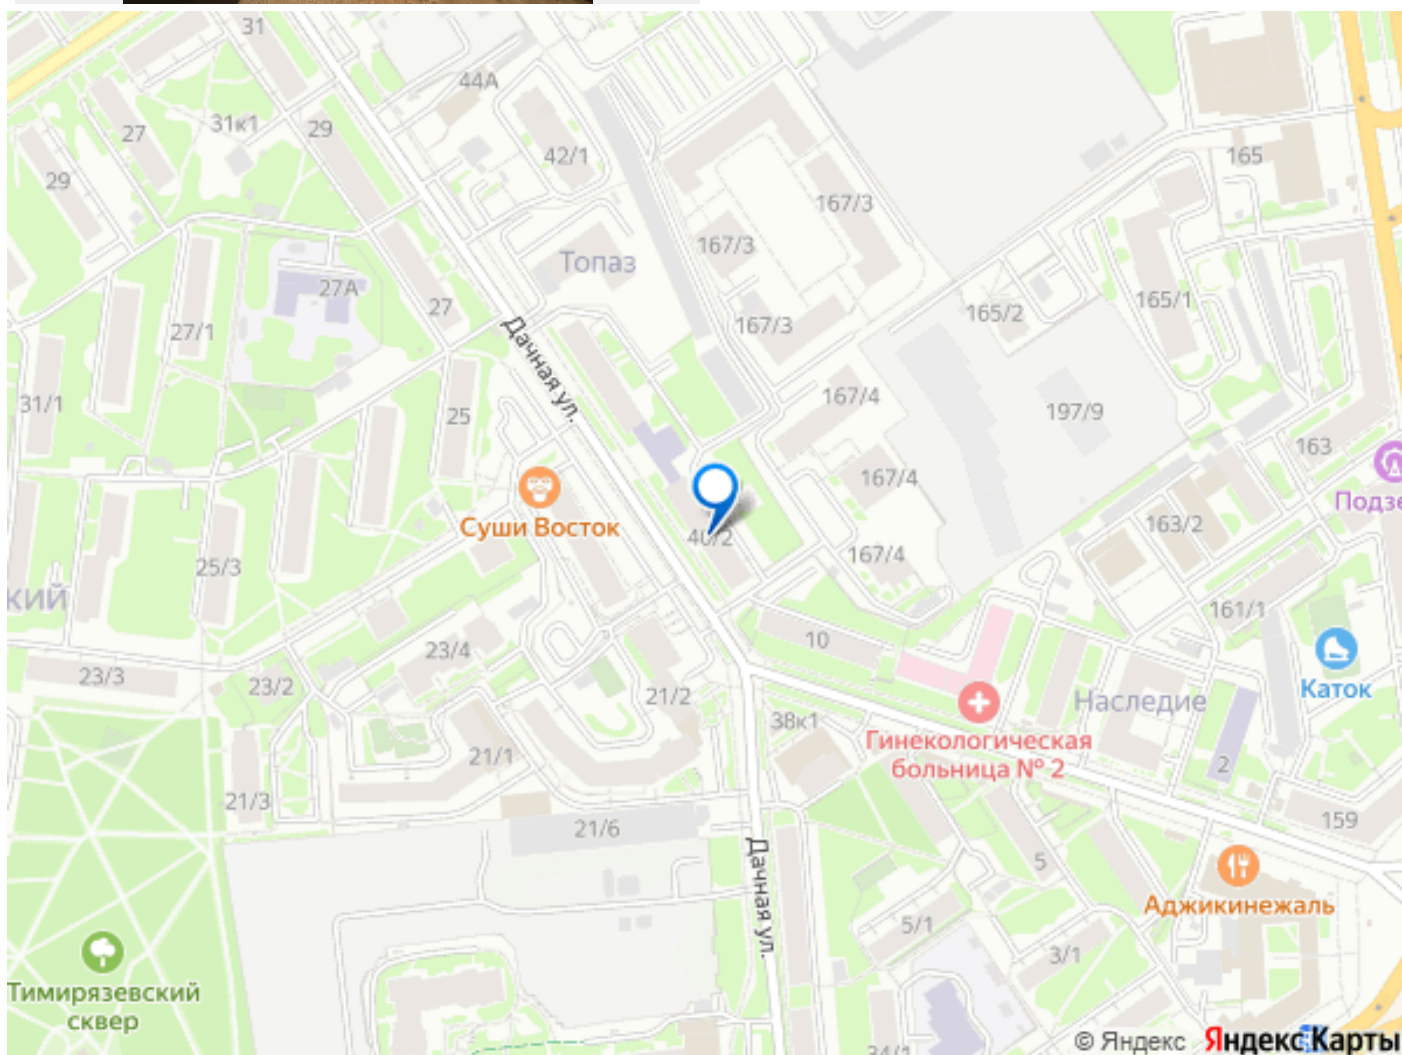 31
44А
27
31к1
29
42/1
165
29
167/3
167/3
Топаз
27А
27
165/1
27/1
167/3
165/2
Дачная ул.
31/1
25
167/4
197/9
163
167/4
Подзе
Суши Восток
40/2
163/2
167/4
25/3
кий
161/1
10
23/4
23/3
23/2
21/2
Каток
38к1
Наследие
Гинекологическая
больница № 2
21/1
2
21/3
21/6
159
Дачная ул.
5
Аджикинежаль
5/1
3/1
Тимирязевский
сквер
34/1
© Яндекс Яндекс Карты